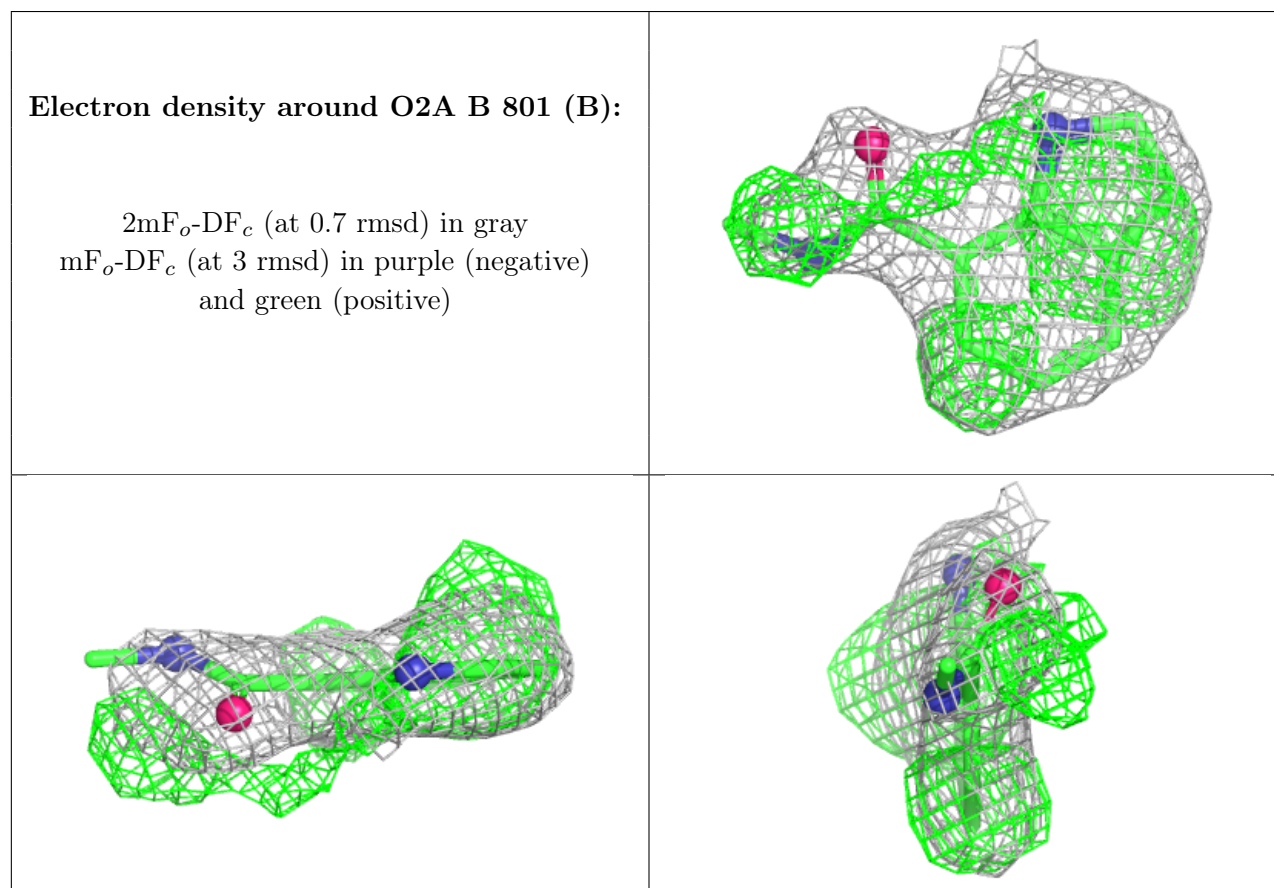 Electron density around O2A B 801 (B):
2mFo-DFc (at 0.7 rmsd) in gray
mFo-DFc (at 3 rmsd) in purple (negative)
and green (positive)